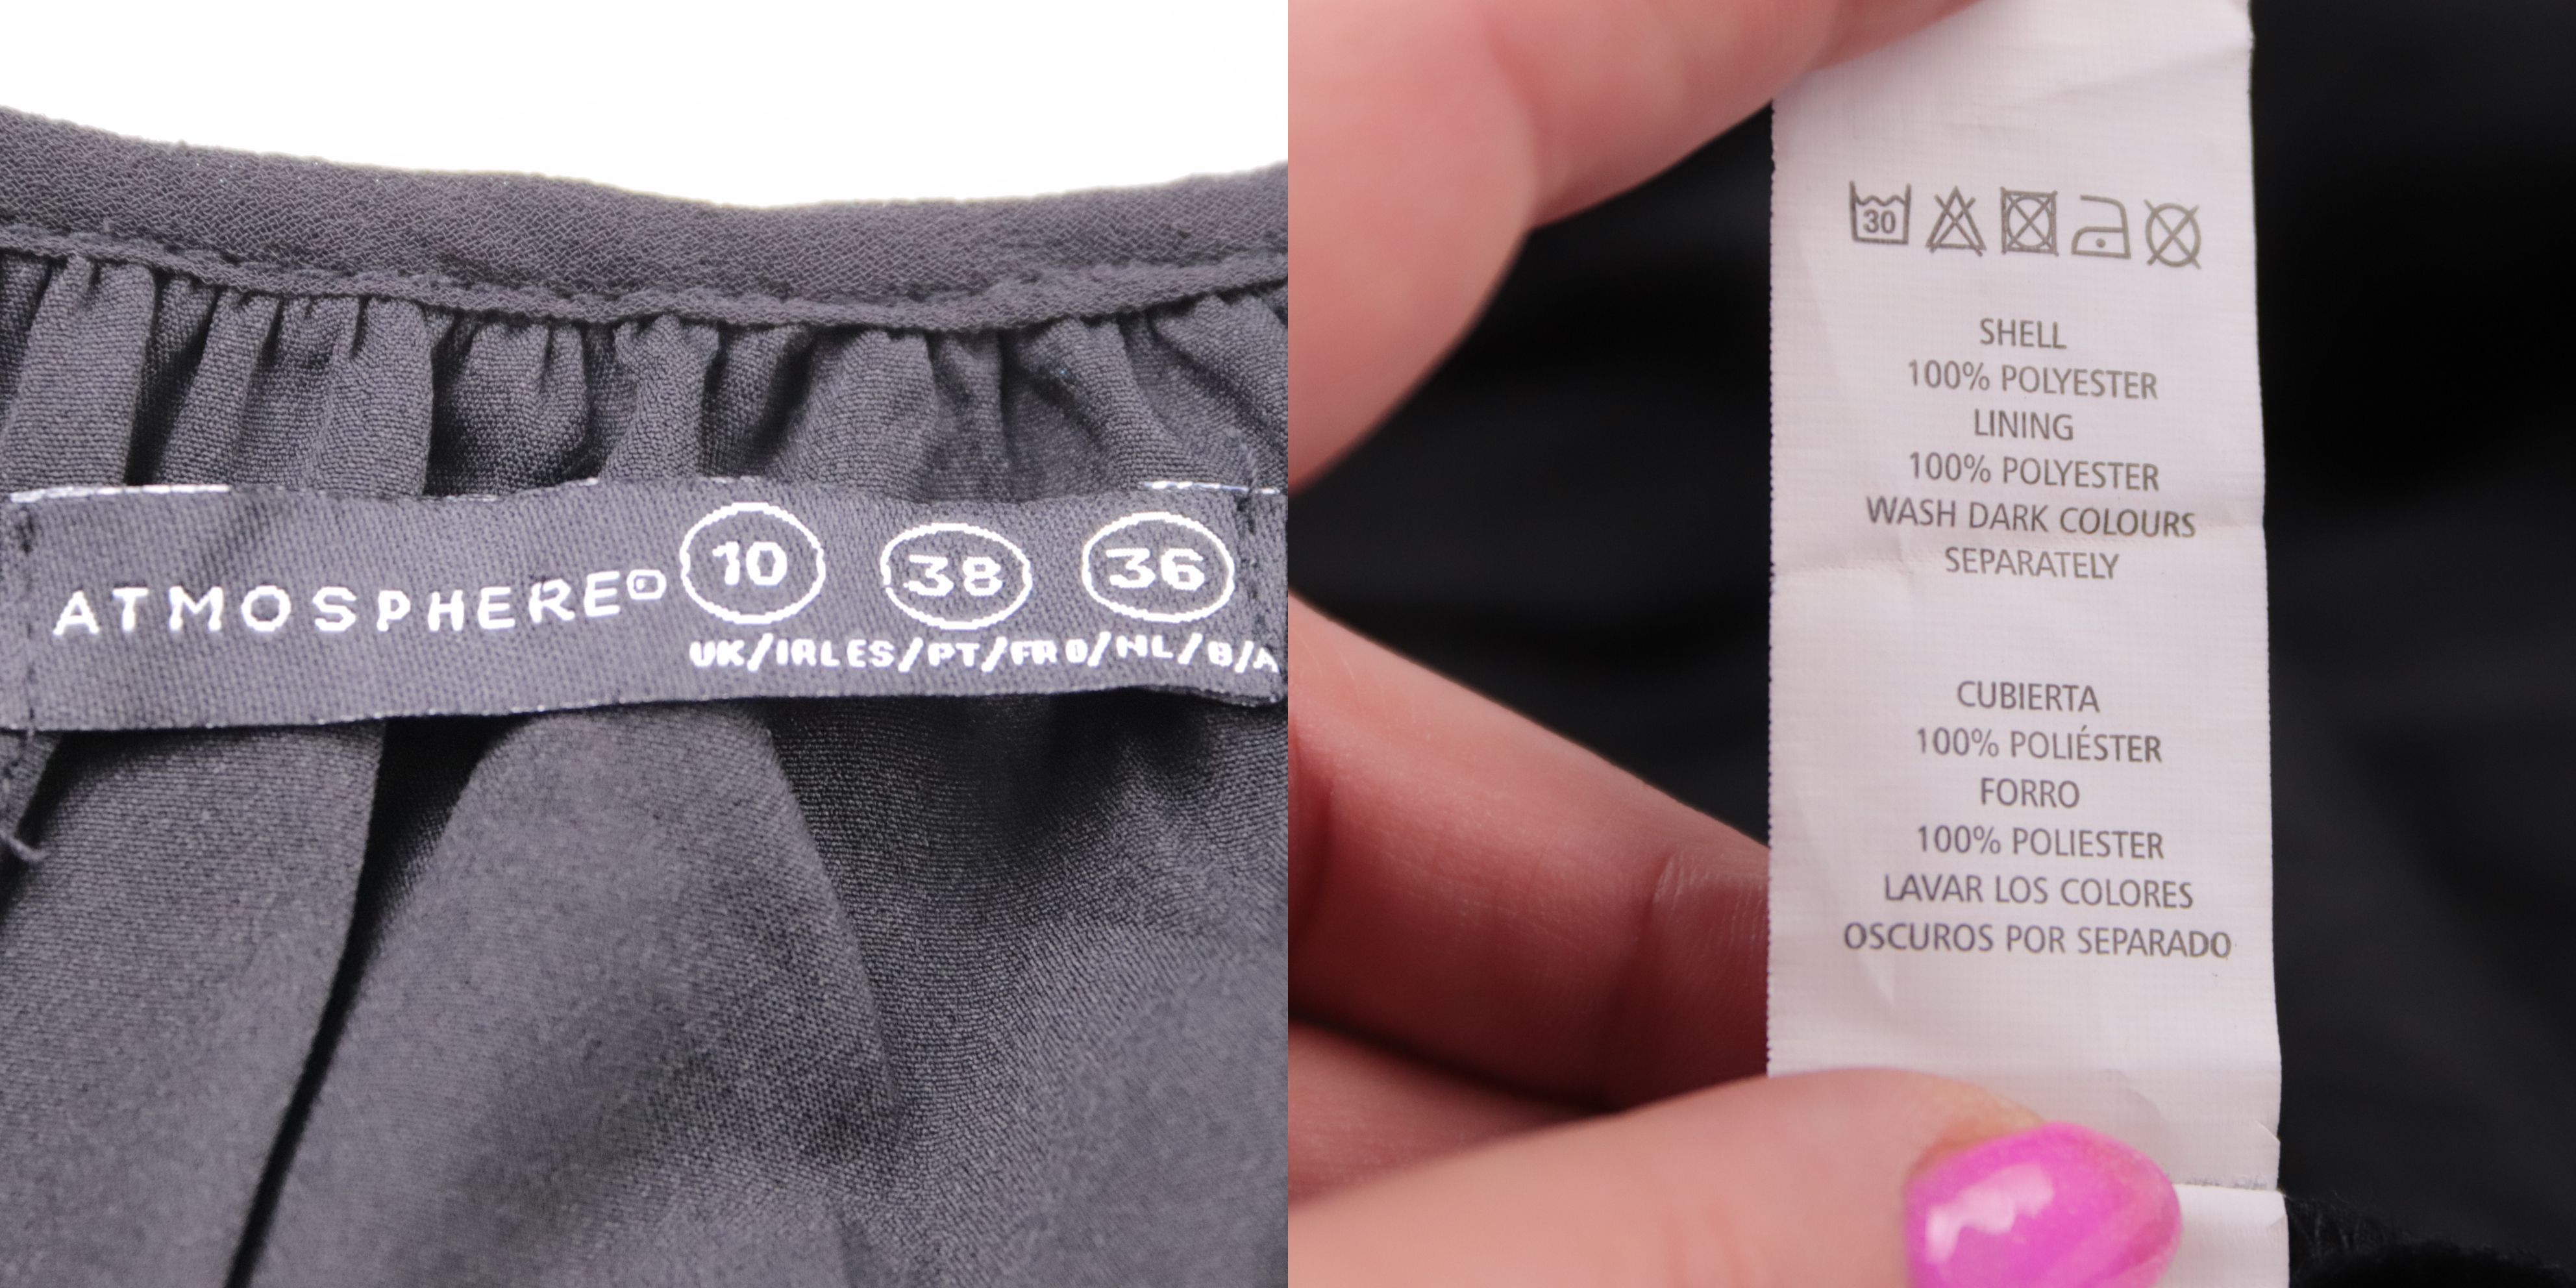 ATMOSPHERE
10 38 36
UK/IRL ES/PT/FR D/NL/B/A
30
SHELL
100% POLYESTER
LINING
100% POLYESTER
WASH DARK COLOURS
SEPARATELY
CUBIERTA
100% POLIÉSTER
FORRO
100% POLIESTER
LAVAR LOS COLORES
OSCUROS POR SEPARADO